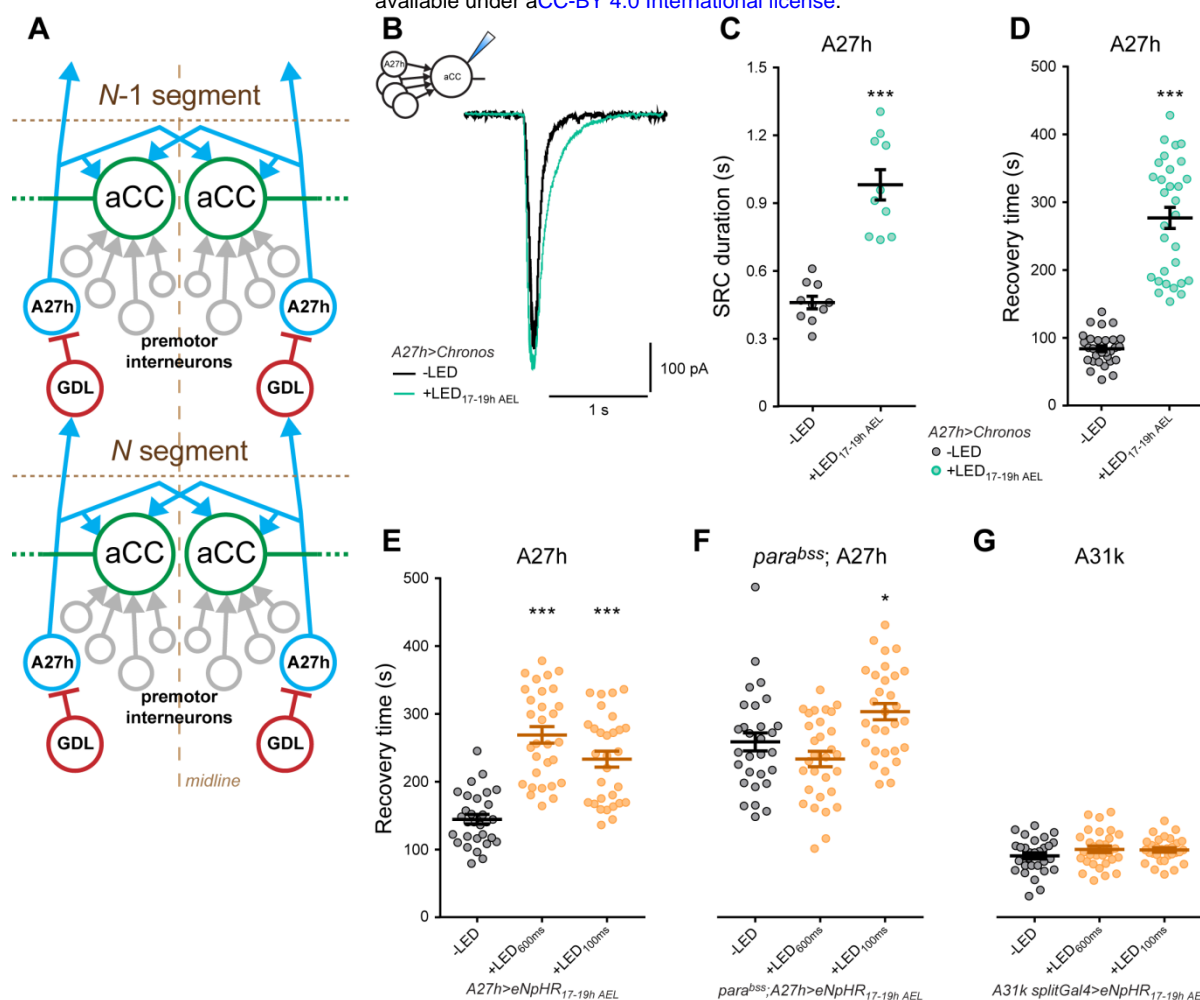 available under aCC-BY 4.0 International license.
A
N-1 segment
aCC
aCC
A27h
A27h
premotor
interneurons
GDL
GDL
N segment
aCC
aCC
A27h
A27h
premotor
interneurons
GDL
GDL
midline
B
A27h
aCC
A27h>Chronos
-LED
+LED17-19h AEL
100 pA
1 s
C
A27h
***
SRC duration (s)
1.5
1.2
0.9
0.6
0.3
0
-LED
+LED17-19h AEL
A27h>Chronos
-LED
+LED17-19h AEL
D
A27h
***
Recovery time (s)
500
400
300
200
100
0
-LED
+LED17-19h AEL
E
A27h
*** ***
Recovery time (s)
500
400
300
200
100
0
-LED
+LED600ms
+LED100ms
A27h>eNpHR17-19h AEL
F
parabss; A27h
*
-LED
+LED600ms
+LED100ms
parabss;A27h>eNpHR17-19h AEL
G
A31k
-LED
+LED600ms
+LED100ms
A31k splitGal4>eNpHR17-19h AEL